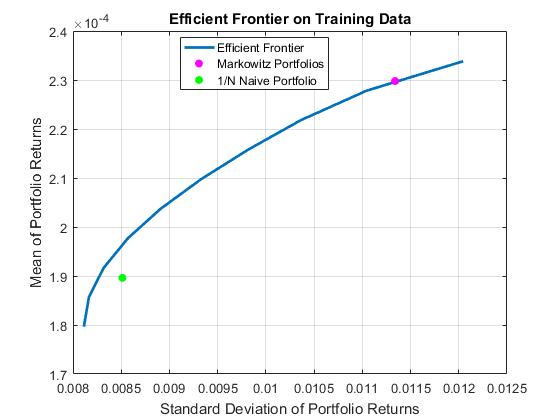 Efficient Frontier on Training Data
×10⁻⁴
2.4
2.3
2.2
2.1
2
1.9
1.8
1.7
Mean of Portfolio Returns
Efficient Frontier
Markowitz Portfolios
1/N Naive Portfolio
0.008 0.0085 0.009 0.0095 0.01 0.0105 0.011 0.0115 0.012 0.0125
Standard Deviation of Portfolio Returns